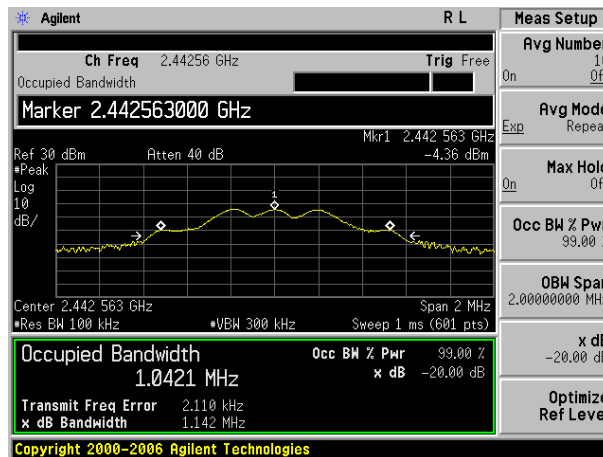 Agilent R L Meas Setup
Ch Freq 2.44256 GHz Trig Free
Occupied Bandwidth
Marker 2.442563000 GHz
Mkr1 2.442 563 GHz
Ref 30 dBm Atten 40 dB -4.36 dBm
#Peak
Log
10
dB/
1
Center 2.442 563 GHz Span 2 MHz
#Res BW 100 kHz #VBW 300 kHz Sweep 1 ms (601 pts)
Occupied Bandwidth Occ BW % Pwr 99.00 %
1.0421 MHz x dB -20.00 dB
Transmit Freq Error 2.110 kHz
x dB Bandwidth 1.142 MHz
Copyright 2000-2006 Agilent Technologies
Avg Number
On
Avg Mode
Exp Repea
Max Hold
On
Occ BW % Pwr
99.00
OBW Span
2.00000000 MH
x dB
-20.00 d
Optimize
Ref Leve